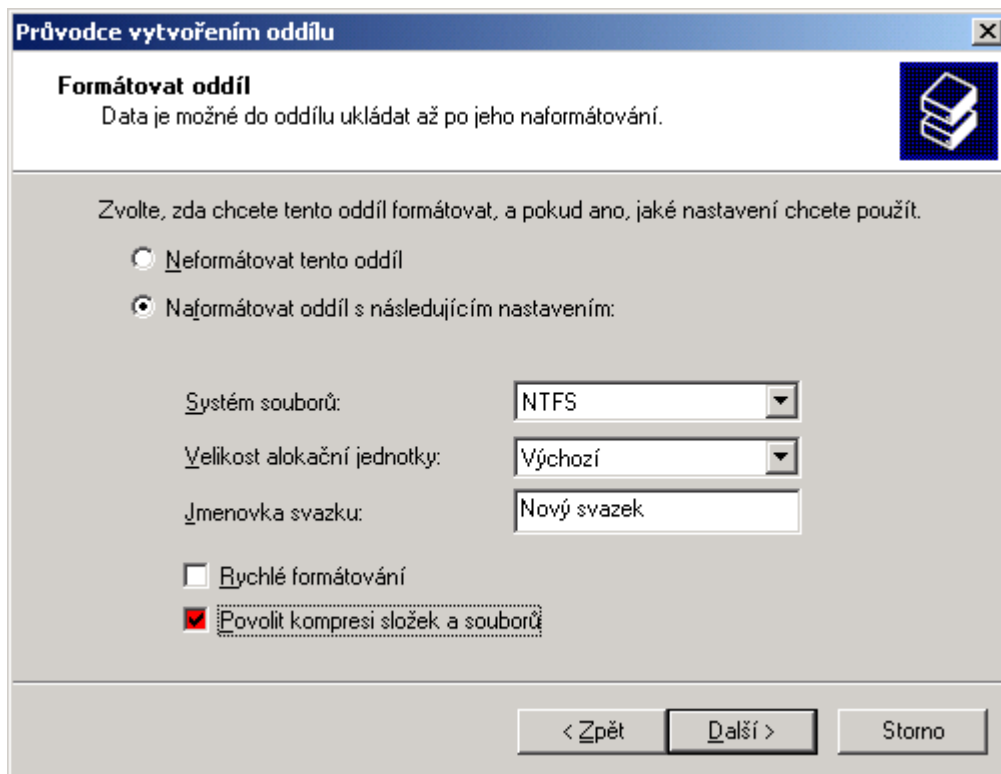 Průvodce vytvořením oddílu
Formátovat oddíl
Data je možné do oddílu ukládat až po jeho naformátování.
Zvolte, zda chcete tento oddíl formátovat, a pokud ano, jaké nastavení chcete použít.
Neformátovat tento oddíl
Naformátovat oddíl s následujícím nastavením:
Systém souborů: NTFS
Velikost alokační jednotky: Výchozí
Jmenovka svazku: Nový svazek
Rychlé formátování
Povolit kompresi složek a souborů
< Zpět Další > Storno